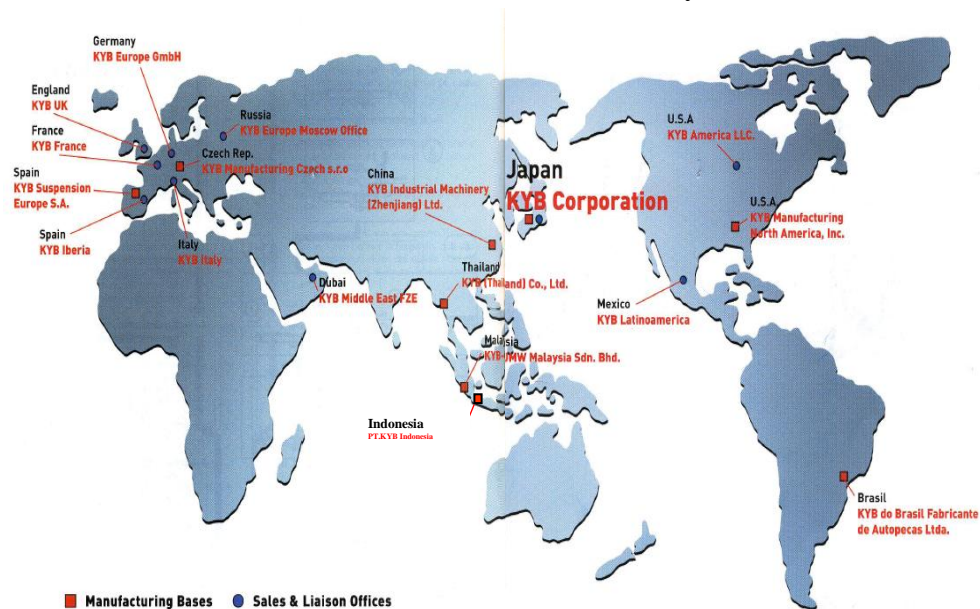 Germany
KYB Europe GmbH
England
KYB UK
France
KYB France
Spain
KYB Suspension
Europe S.A.
Spain
KYB Iberia
Italy
KYB Italy
Russia
KYB Europe Moscow Office
Czech Rep.
KYB Manufacturing Czech s.r.o
Dubai
KYB Middle East FZE
China
KYB Industrial Machinery
(Zhenjiang) Ltd.
Japan
KYB Corporation
Thailand
KYB (Thailand) Co., Ltd.
Malaysia
KYB-UMW Malaysia Sdn. Bhd.
Indonesia
PT.KYB Indonesia
U.S.A
KYB America LLC.
U.S.A
KYB Manufacturing
North America, Inc.
Mexico
KYB Latinoamerica
Brasil
KYB do Brasil Fabricante
de Autopecas Ltda.
Manufacturing Bases
Sales & Liaison Offices